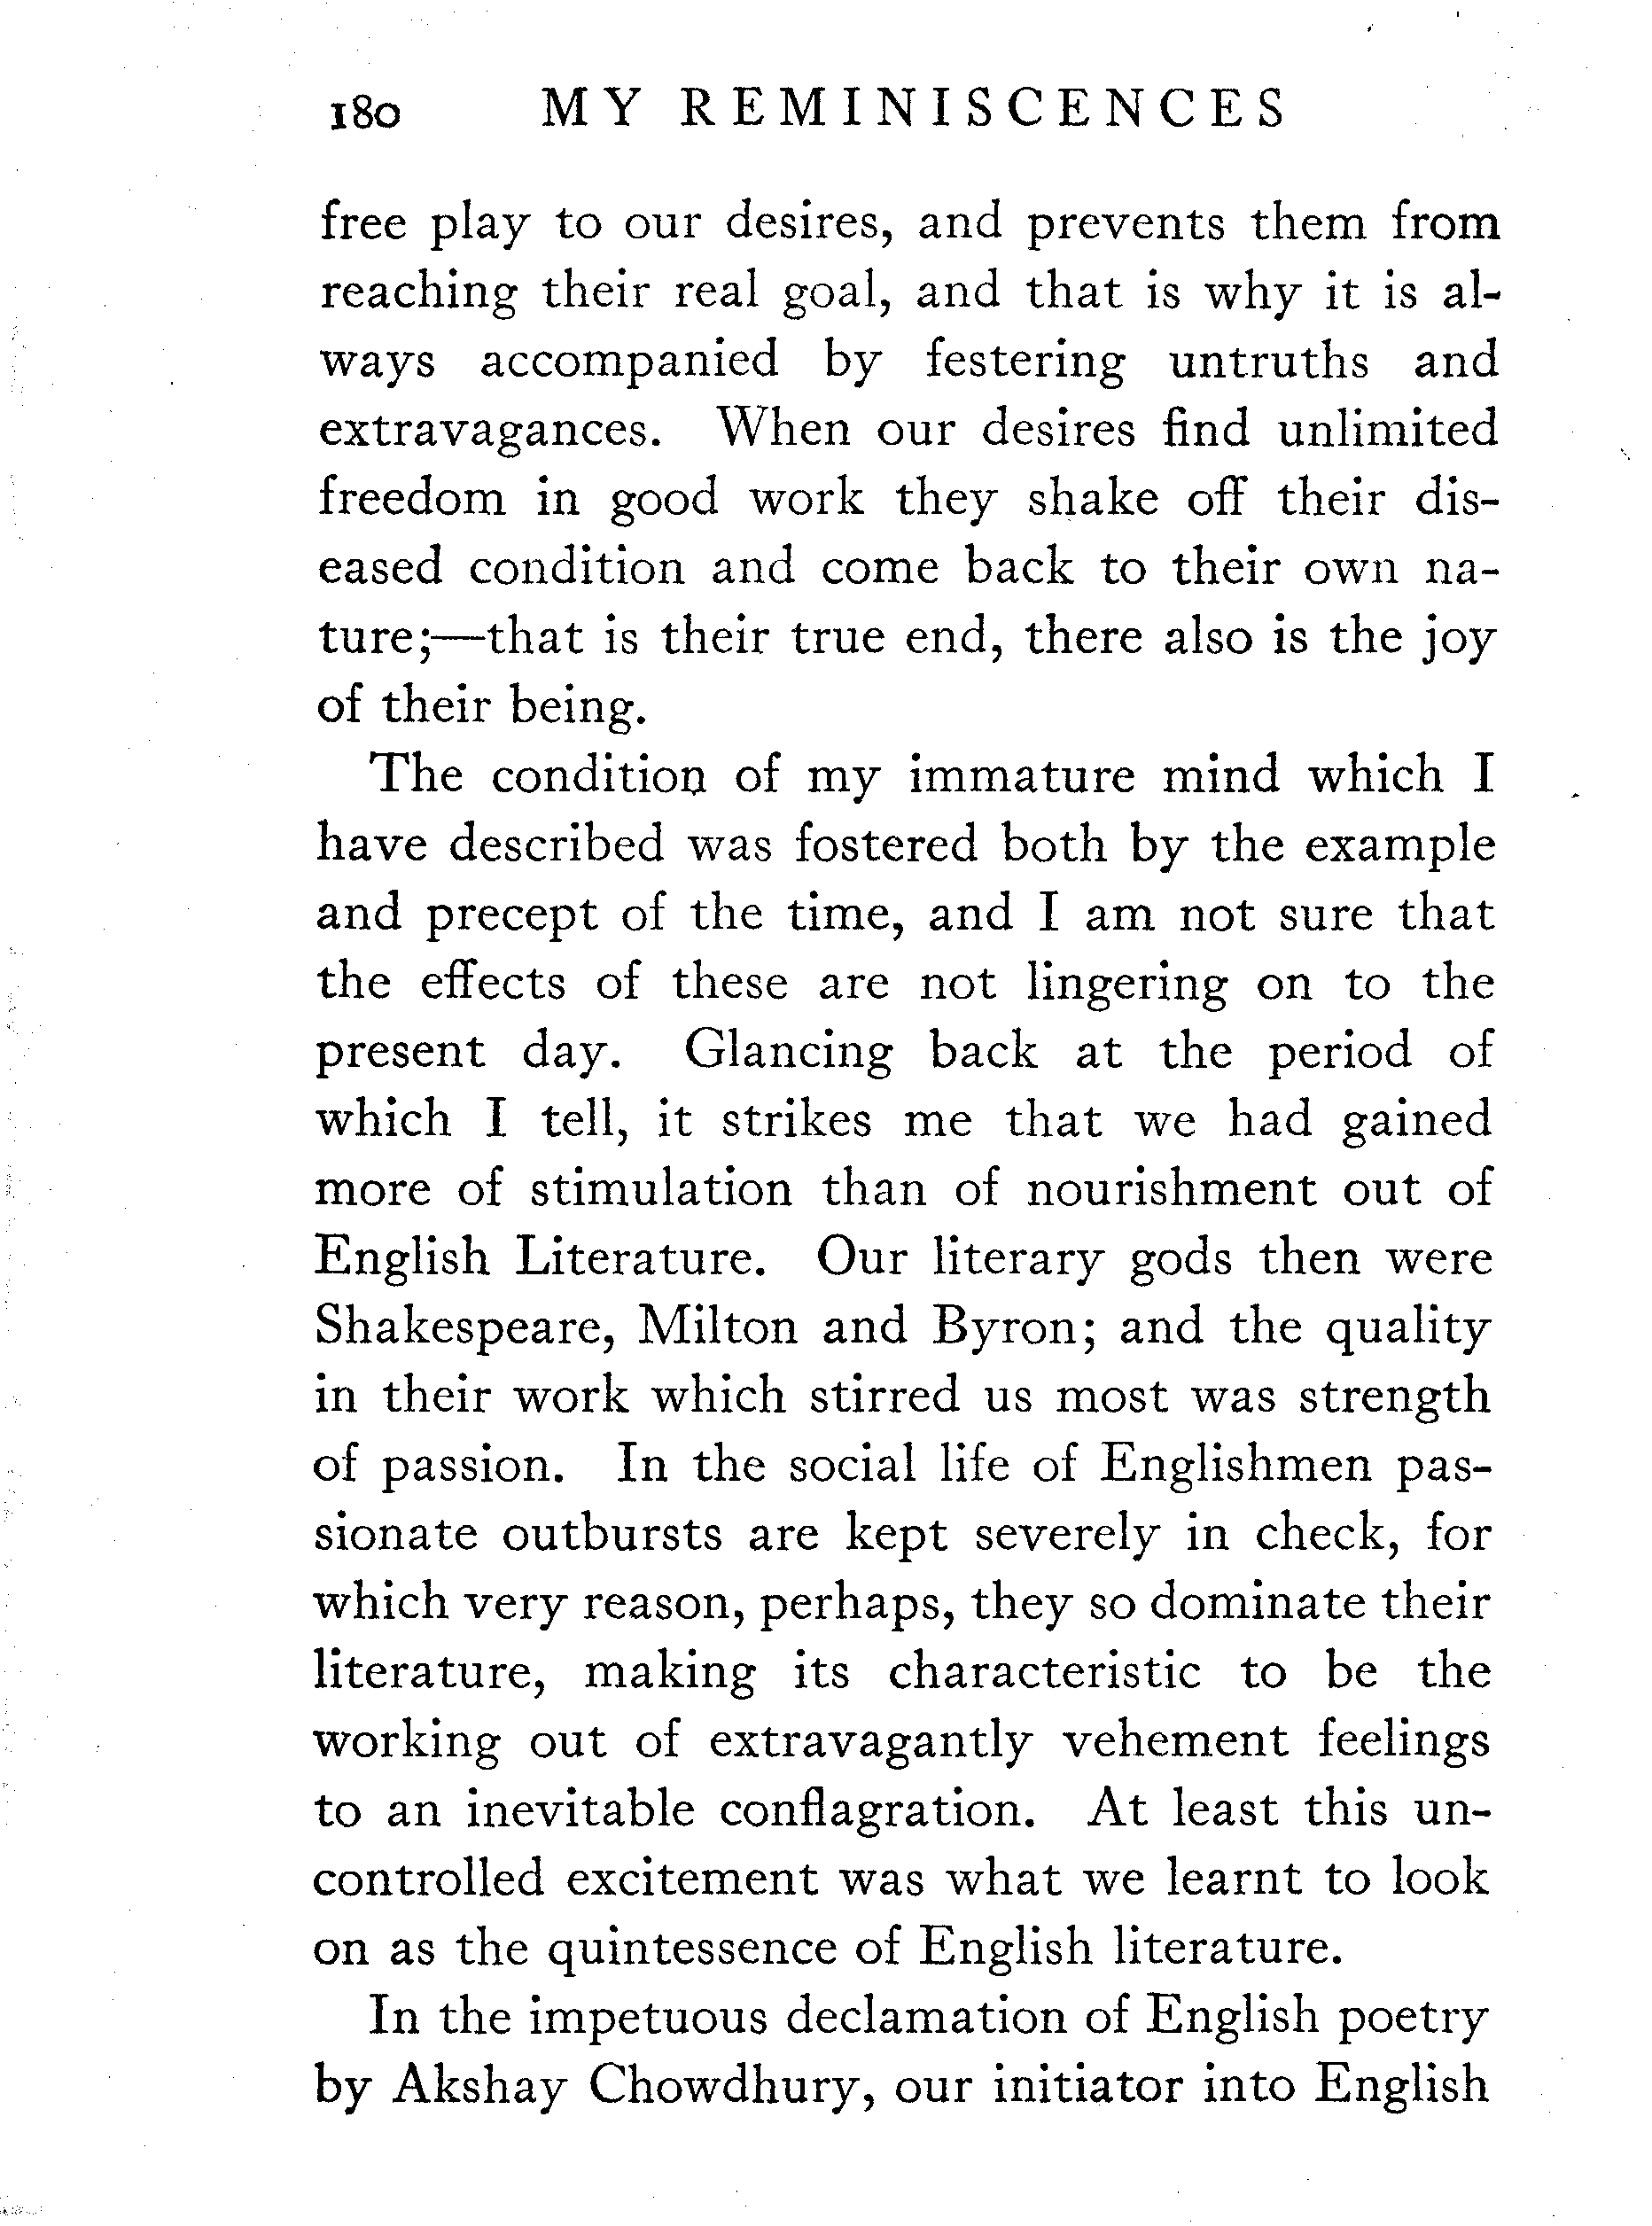 180 MY REMINISCENCES
free play to our desires, and prevents them from
reaching their real goal, and that is why it is al-
ways accompanied by festering untruths and
extravagances. When our desires find unlimited
freedom in good work they shake off their dis-
eased condition and come back to their own na-
ture;—that is their true end, there also is the joy
of their being.
The condition of my immature mind which I
have described was fostered both by the example
and precept of the time, and I am not sure that
the effects of these are not lingering on to the
present day. Glancing back at the period of
which I tell, it strikes me that we had gained
more of stimulation than of nourishment out of
English Literature. Our literary gods then were
Shakespeare, Milton and Byron; and the quality
in their work which stirred us most was strength
of passion. In the social life of Englishmen pas-
sionate outbursts are kept severely in check, for
which very reason, perhaps, they so dominate their
literature, making its characteristic to be the
working out of extravagantly vehement feelings
to an inevitable conflagration. At least this un-
controlled excitement was what we learnt to look
on as the quintessence of English literature.
In the impetuous declamation of English poetry
by Akshay Chowdhury, our initiator into English